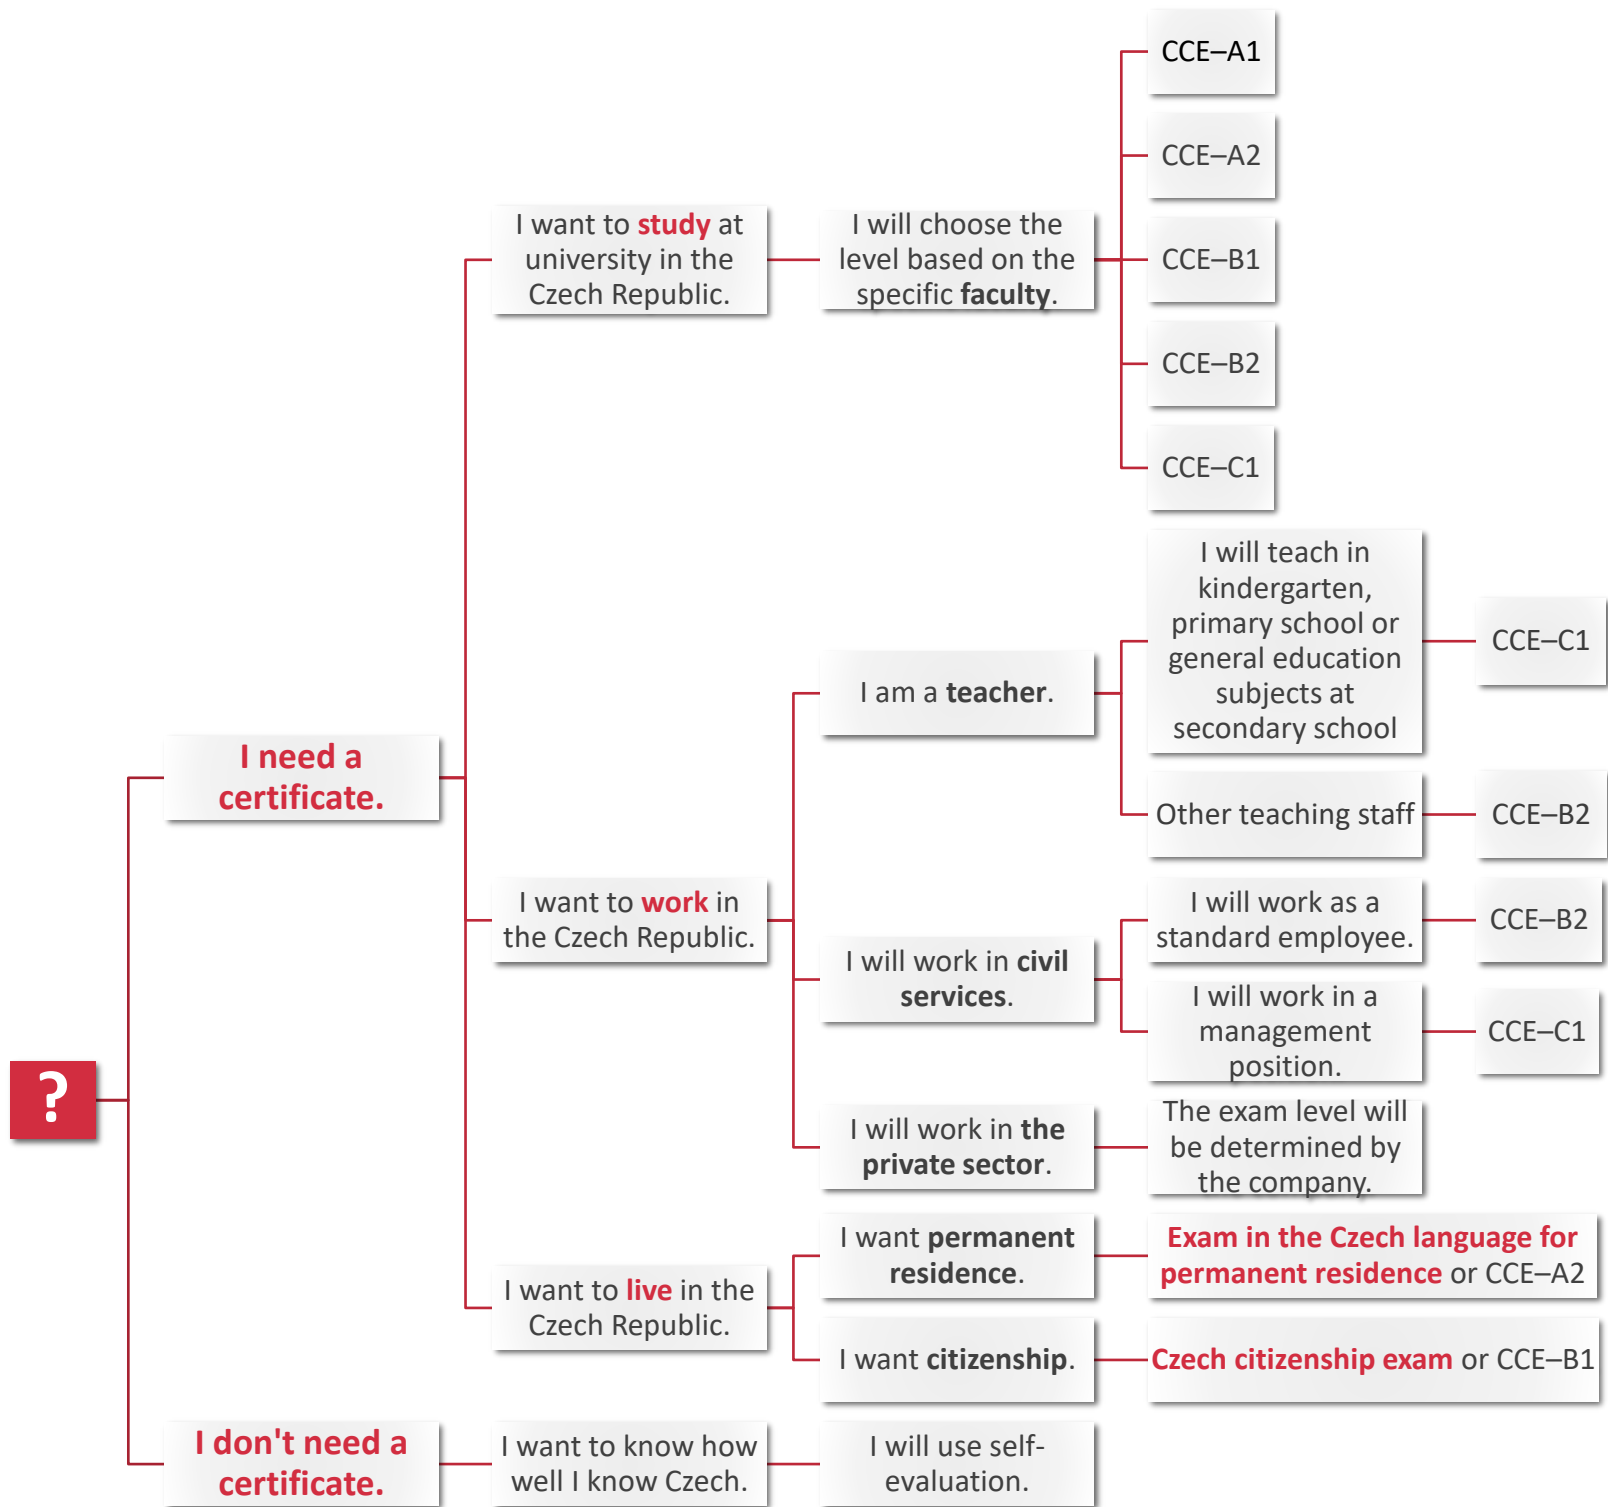 CCE–A1
CCE–A2
I want to study at
university in the
Czech Republic.
I will choose the
level based on the
specific faculty.
CCE–B1
CCE–B2
CCE–C1
I will teach in
kindergarten,
primary school or
general education
subjects at
secondary school
CCE–C1
I am a teacher.
I need a
certificate.
Other teaching staff
CCE–B2
I want to work in
the Czech Republic.
I will work as a
standard employee.
CCE–B2
I will work in civil
services.
I will work in a
management
position.
CCE–C1
?
I will work in the
private sector.
The exam level will
be determined by
the company.
I want permanent
residence.
Exam in the Czech language for
permanent residence or CCE–A2
I want to live in the
Czech Republic.
I want citizenship.
Czech citizenship exam or CCE–B1
I don't need a
certificate.
I want to know how
well I know Czech.
I will use self-
evaluation.